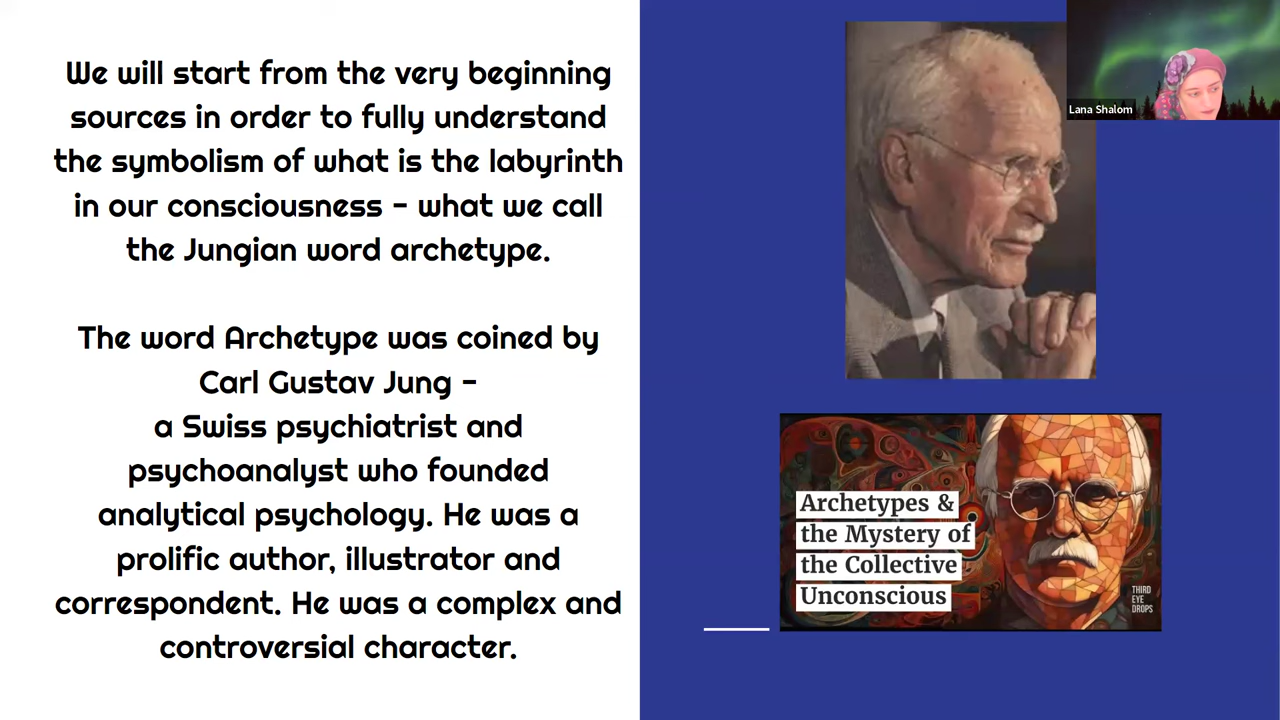 We will start from the very beginning
sources in order to fully understand
the symbolism of what is the labyrinth
in our consciousness - what we call
the Jungian word archetype.
The word Archetype was coined by
Carl Gustav Jung -
a Swiss psychiatrist and
psychoanalyst who founded
analytical psychology. He was a
prolific author, illustrator and
correspondent. He was a complex and
controversial character.
Lana Shalom
Archetypes &
the Mystery of
the Collective
Unconscious
THIRD
EYE
DROPS